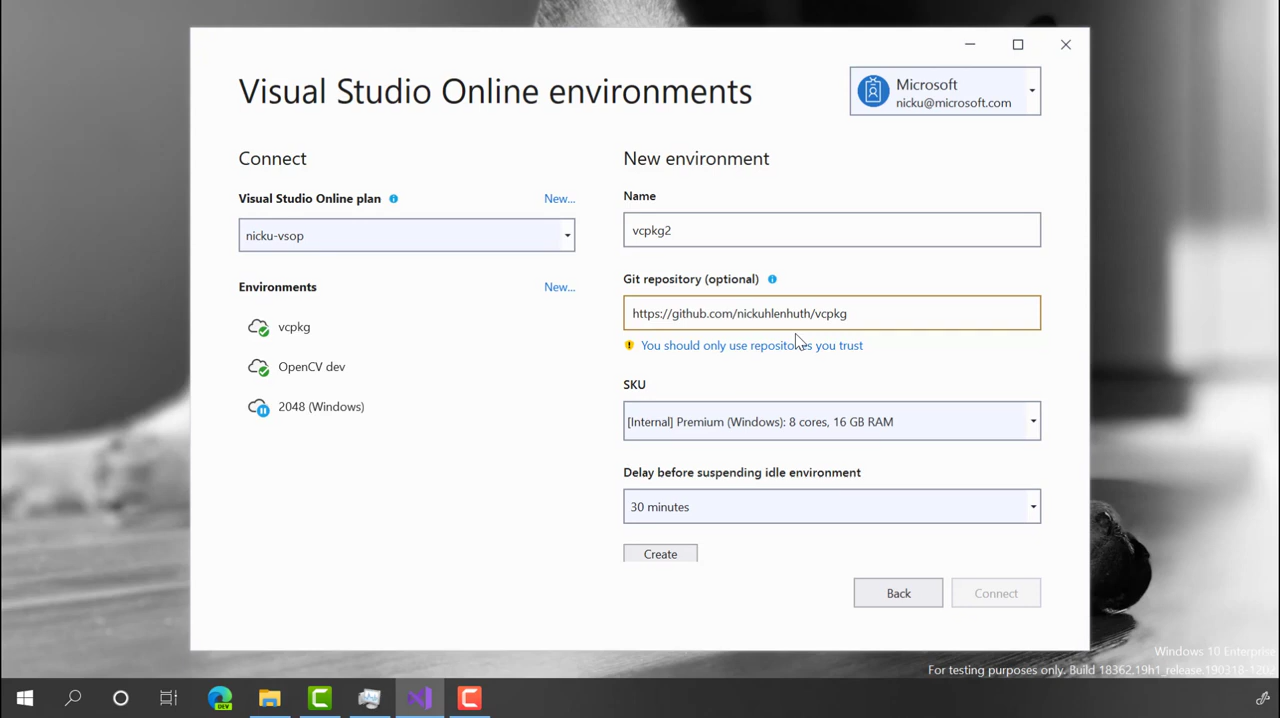 Visual Studio Online environments
Microsoft
nicku@microsoft.com
Connect
Visual Studio Online plan
New...
nicku-vsop
Environments
New...
vcpkg
OpenCV dev
2048 (Windows)
New environment
Name
vcpkg2
Git repository (optional)
https://github.com/nickuhlenhuth/vcpkg
You should only use repositories you trust
SKU
[Internal] Premium (Windows): 8 cores, 16 GB RAM
Delay before suspending idle environment
30 minutes
Create
Back
Connect
Windows 10 Enterprise
For testing purposes only. Build 18362.19h1_release.190318-1202
DEV